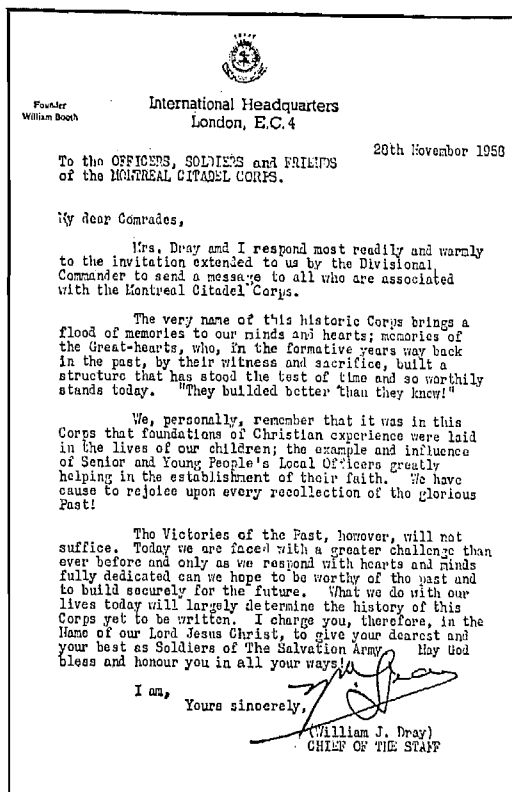 Founder
William Booth
International Headquarters
London, E.C.4
28th November 1958
To the OFFICERS, SOLDIERS and FRIENDS
of the MONTREAL CITADEL CORPS.
My dear Comrades,
Mrs. Dray and I respond most readily and warmly
to the invitation extended to us by the Divisional
Commander to send a message to all who are associated
with the Montreal Citadel Corps.
The very name of this historic Corps brings a
flood of memories to our minds and hearts; memories of
the Great-hearts, who, in the formative years way back
in the past, by their witness and sacrifice, built a
structure that has stood the test of time and so worthily
stands today. "They builded better than they knew!"
We, personally, remember that it was in this
Corps that foundations of Christian experience were laid
in the lives of our children; the example and influence
of Senior and Young People's Local Officers greatly
helping in the establishment of their faith. We have
cause to rejoice upon every recollection of the glorious
Past!
The Victories of the Past, however, will not
suffice. Today we are faced with a greater challenge than
ever before and only as we respond with hearts and minds
fully dedicated can we hope to be worthy of the past and
to build securely for the future. What we do with our
lives today will largely determine the history of this
Corps yet to be written. I charge you, therefore, in the
Name of our Lord Jesus Christ, to give your dearest and
your best as Soldiers of The Salvation Army May God
bless and honour you in all your ways!
I am,
Yours sincerely,
(William J. Dray)
CHIEF OF THE STAFF